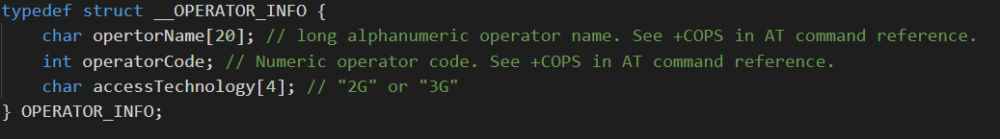 typedef struct __OPERATOR_INFO {
    char opertorName[20]; // long alphanumeric operator name. See +COPS in AT command reference.
    int operatorCode; // Numeric operator code. See +COPS in AT command reference.
    char accessTechnology[4]; // "2G" or "3G"
} OPERATOR_INFO;